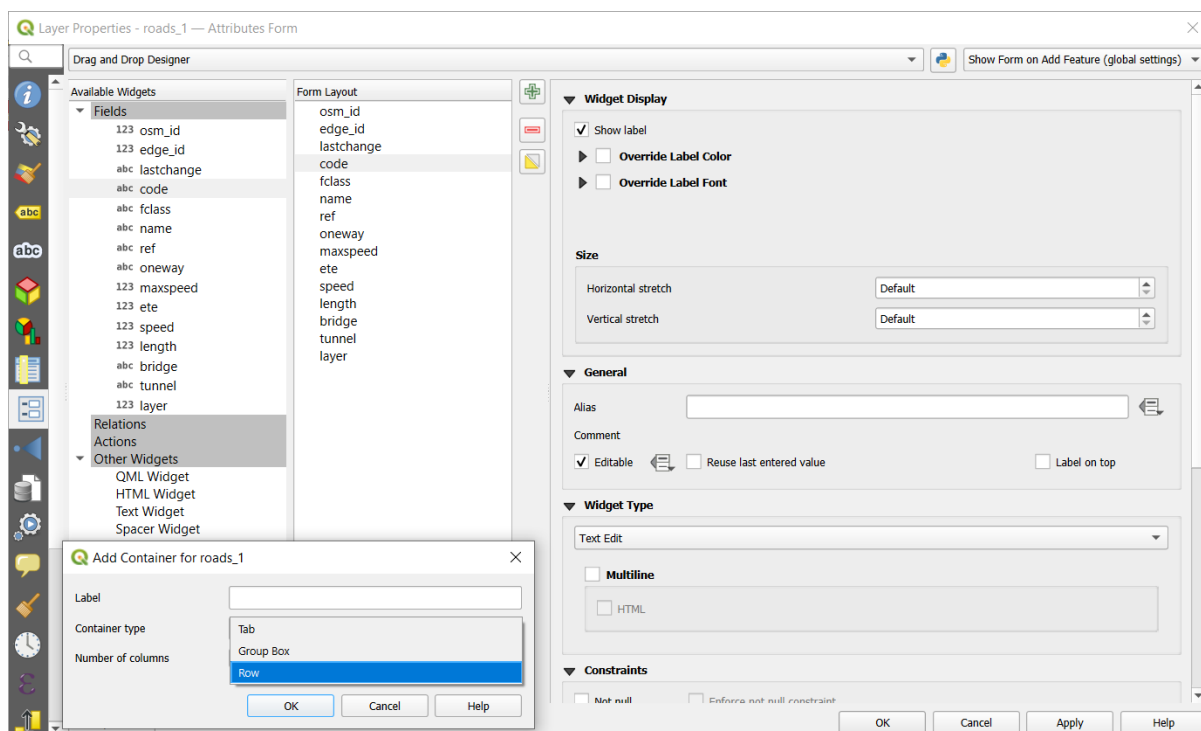 Layer Properties - roads_1 — Attributes Form
Drag and Drop Designer
Show Form on Add Feature (global settings)
Available Widgets
Fields
123 osm_id
123 edge_id
abc lastchange
abc code
abc fclass
abc name
abc ref
abc oneway
123 maxspeed
123 ete
123 speed
123 length
abc bridge
abc tunnel
123 layer
Relations
Actions
Other Widgets
QML Widget
HTML Widget
Text Widget
Spacer Widget
Form Layout
osm_id
edge_id
lastchange
code
fclass
name
ref
oneway
maxspeed
ete
speed
length
bridge
tunnel
layer
Widget Display
Show label
Override Label Color
Override Label Font
Size
Horizontal stretch
Default
Vertical stretch
Default
General
Alias
Comment
Editable
Reuse last entered value
Label on top
Widget Type
Text Edit
Multiline
HTML
Constraints
Not null
Enforce not null constraint
OK
Cancel
Apply
Help
Add Container for roads_1
Label
Container type
Tab
Group Box
Row
Number of columns
OK
Cancel
Help
abc
abc